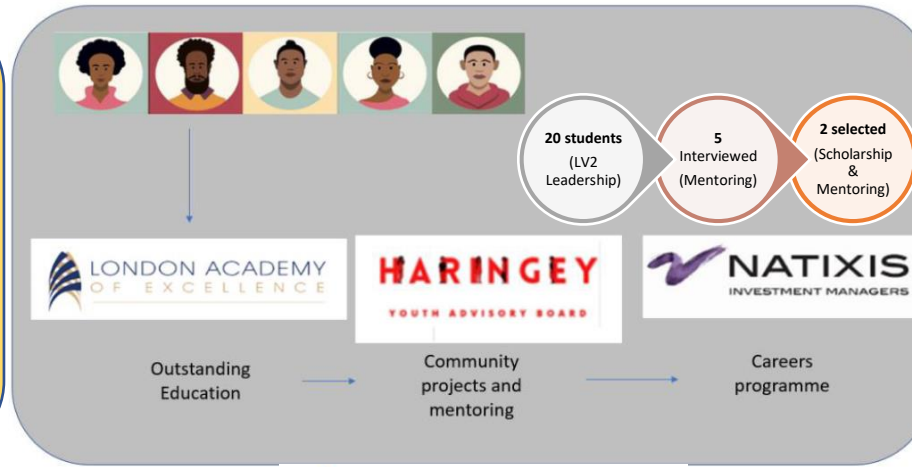 20 students
(LV2
Leadership)
5
Interviewed
(Mentoring)
2 selected
(Scholarship
&
Mentoring)
LONDON ACADEMY
OF EXCELLENCE
HARINGEY
YOUTH ADVISORY BOARD
NATIXIS
INVESTMENT MANAGERS
Outstanding
Education
Community
projects and
mentoring
Careers
programme